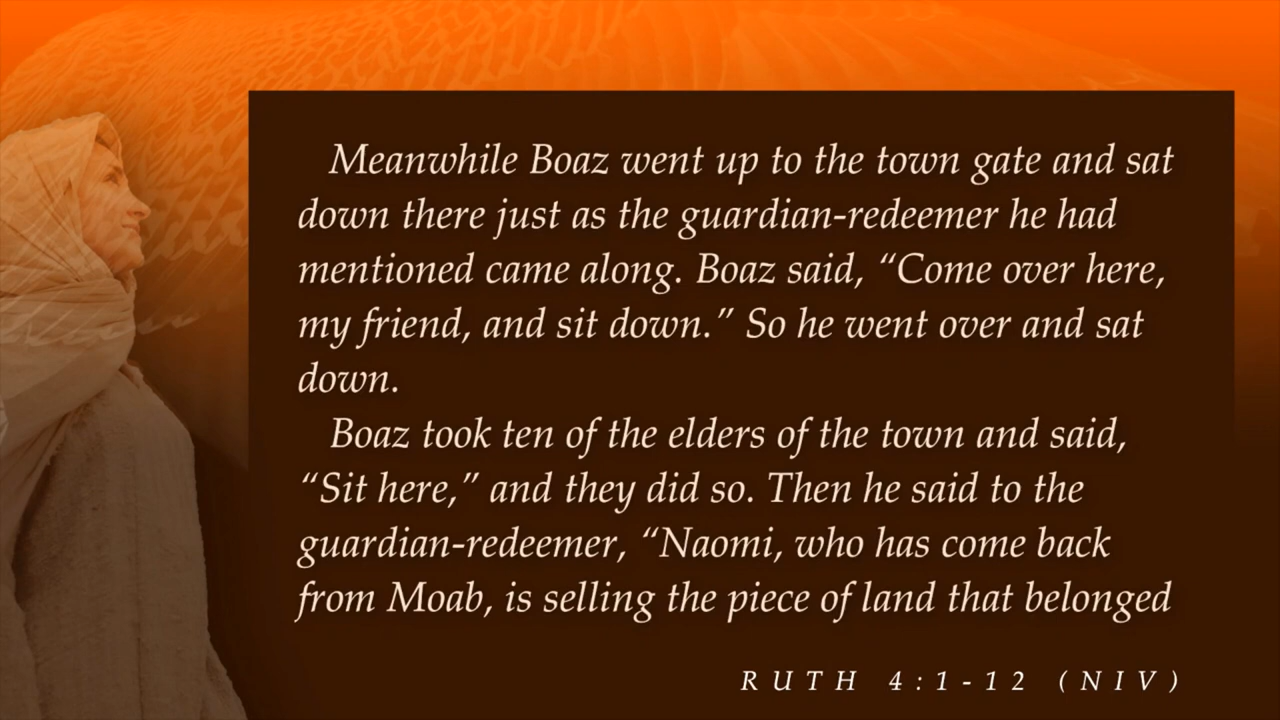 Meanwhile Boaz went up to the town gate and sat
down there just as the guardian-redeemer he had
mentioned came along. Boaz said, “Come over here,
my friend, and sit down.” So he went over and sat
down.
Boaz took ten of the elders of the town and said,
“Sit here,” and they did so. Then he said to the
guardian-redeemer, “Naomi, who has come back
from Moab, is selling the piece of land that belonged
RUTH 4:1-12 (NIV)